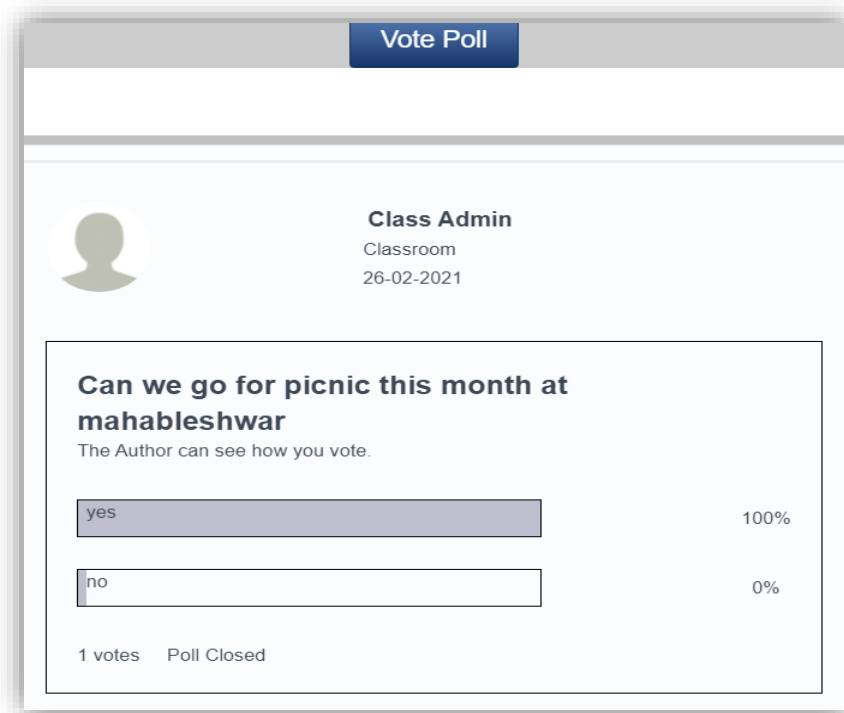 Vote Poll
Class Admin
Classroom
26-02-2021
Can we go for picnic this month at
mahableshwar
The Author can see how you vote.
yes 100%
no 0%
1 votes Poll Closed